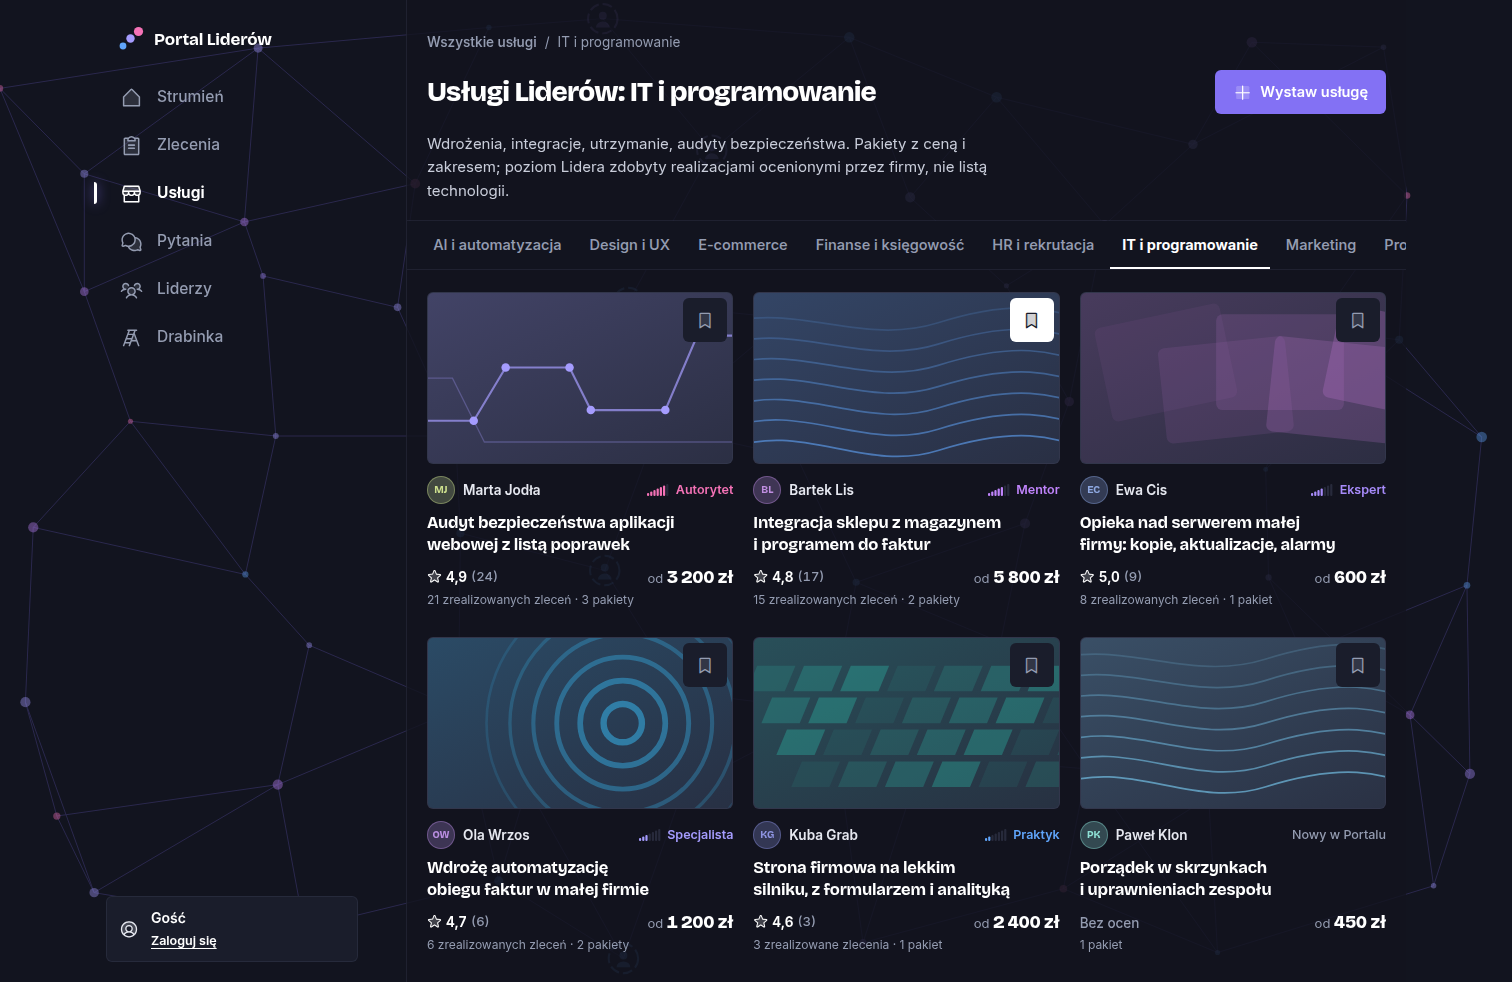 Portal Liderów
Strumień
Zlecenia
Usługi
Pytania
Liderzy
Drabinka
Gość
Zaloguj się
Wszystkie usługi / IT i programowanie
Usługi Liderów: IT i programowanie
Wystaw usługę
Wdrożenia, integracje, utrzymanie, audyty bezpieczeństwa. Pakiety z ceną i
zakresem; poziom Lidera zdobyty realizacjami ocenionymi przez firmy, nie listą
technologii.
AI i automatyzacja Design i UX E-commerce Finanse i księgowość HR i rekrutacja IT i programowanie Marketing Pro
MJ Marta Jodła Autorytet
Audyt bezpieczeństwa aplikacji
webowej z listą poprawek
4,9 (24) od 3 200 zł
21 zrealizowanych zleceń · 3 pakiety
BL Bartek Lis Mentor
Integracja sklepu z magazynem
i programem do faktur
4,8 (17) od 5 800 zł
15 zrealizowanych zleceń · 2 pakiety
EC Ewa Cis Ekspert
Opieka nad serwerem małej
firmy: kopie, aktualizacje, alarmy
5,0 (9) od 600 zł
8 zrealizowanych zleceń · 1 pakiet
OW Ola Wrzos Specjalista
Wdrożę automatyzację
obiegu faktur w małej firmie
4,7 (6) od 1 200 zł
6 zrealizowanych zleceń · 2 pakiety
KG Kuba Grab Praktyk
Strona firmowa na lekkim
silniku, z formularzem i analityką
4,6 (3) od 2 400 zł
3 zrealizowane zlecenia · 1 pakiet
PK Paweł Klon Nowy w Portalu
Porządek w skrzynkach
i uprawnieniach zespołu
Bez ocen od 450 zł
1 pakiet